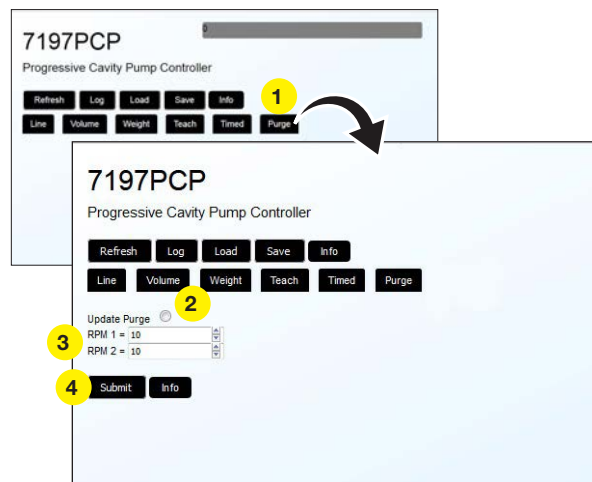 0
7197PCP
Progressive Cavity Pump Controller
Refresh Log Load Save Info
1
Line Volume Weight Teach Timed Purge
7197PCP
Progressive Cavity Pump Controller
Refresh Log Load Save Info
Line Volume Weight Teach Timed Purge
2
Update Purge
3
RPM 1 = 10
RPM 2 = 10
4
Submit Info